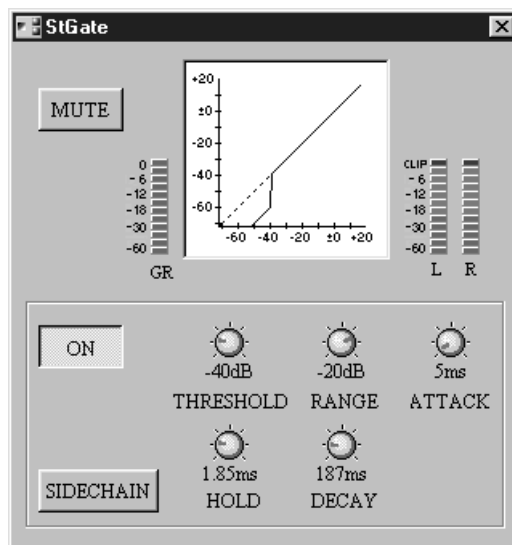 StGate
MUTE
+20
±0
-20
-40
-60
-60 -40 -20 ±0 +20
0
-6
-12
-18
-30
-60
GR
CLIP
-6
-12
-18
-30
-60
L R
ON
-40dB
THRESHOLD
-20dB
RANGE
5ms
ATTACK
SIDECHAIN
1.85ms
HOLD
187ms
DECAY